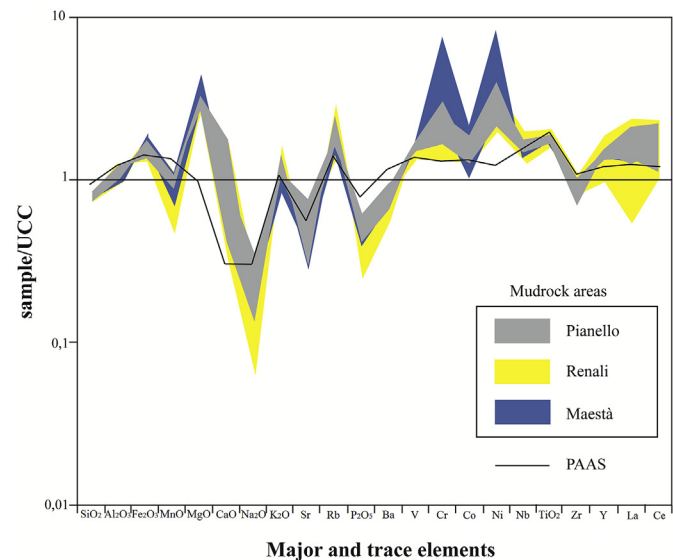 10
1
0,1
0,01
sample/UCC
Mudrock areas
Pianello
Renali
Maestà
PAAS
SiO₂ Al₂O₃ Fe₂O₃ MnO MgO CaO Na₂O K₂O Sr Rb P₂O₅ Ba V Cr Co Ni Nb TiO₂ Zr Y La Ce
Major and trace elements